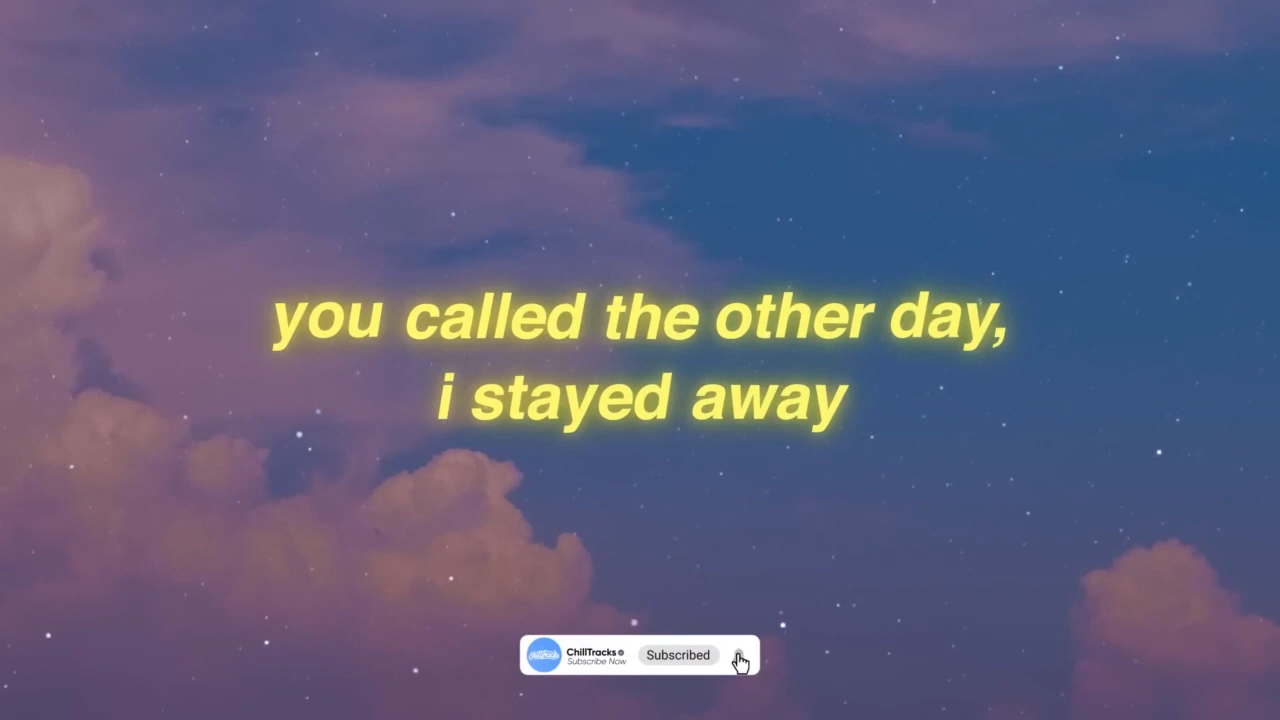 you called the other day,
i stayed away
ChillTracks
Subscribe Now
Subscribed